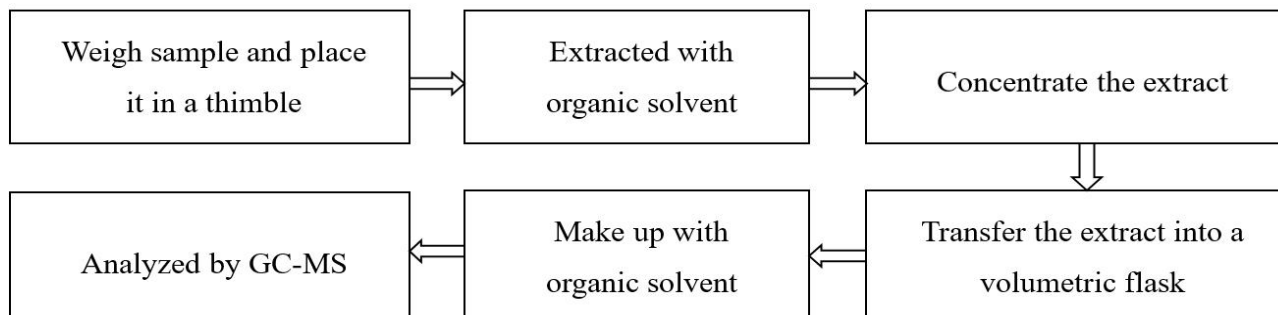 Weigh sample and place
it in a thimble
Extracted with
organic solvent
Concentrate the extract
Transfer the extract into a
volumetric flask
Make up with
organic solvent
Analyzed by GC-MS